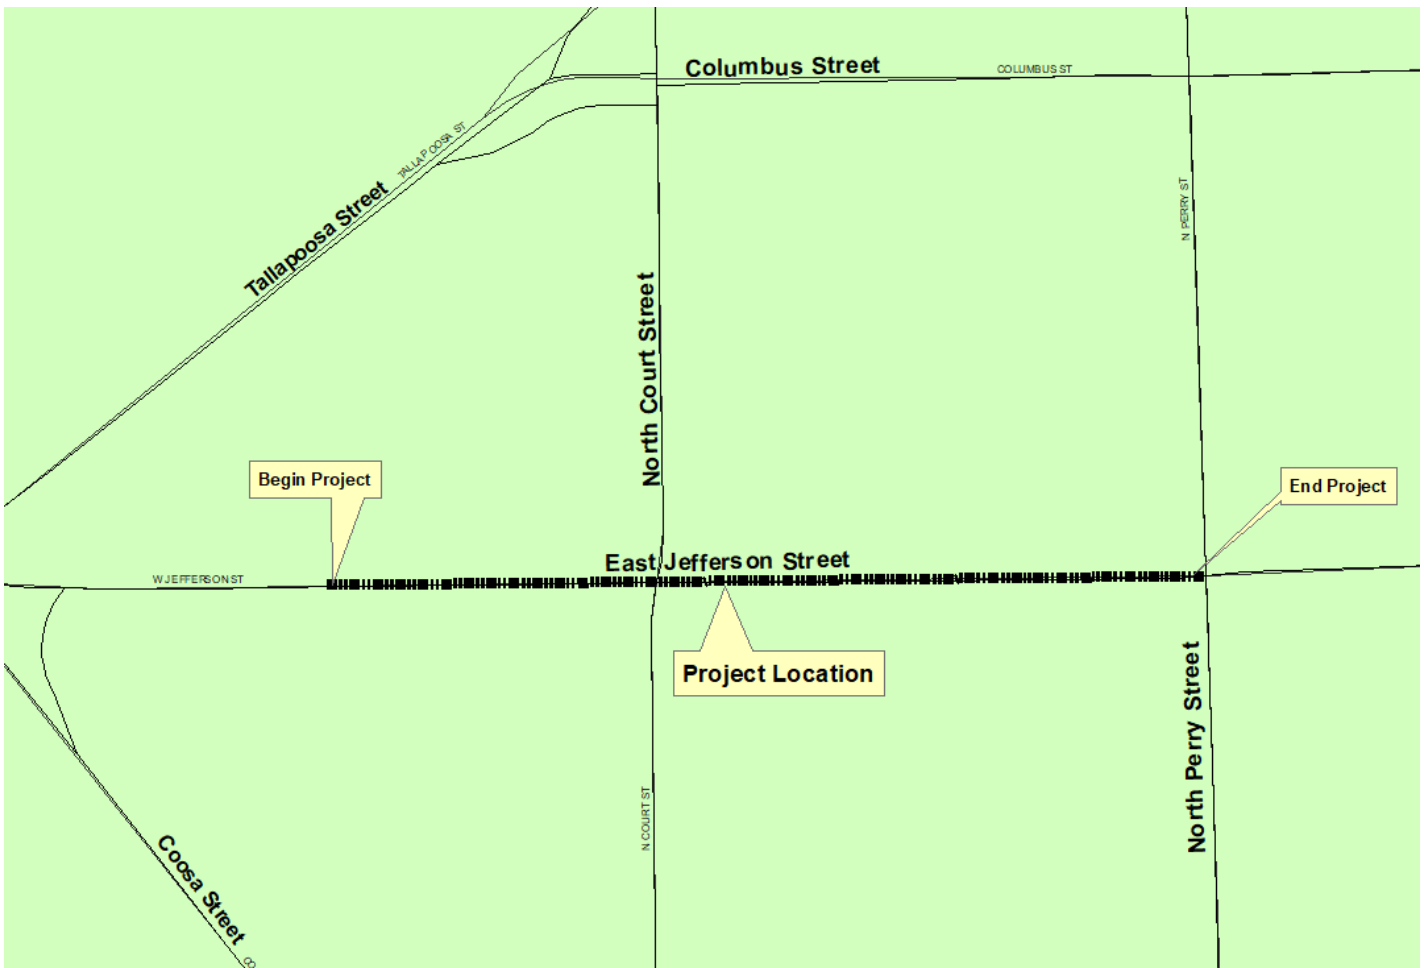 Columbus Street
COLUMBUS ST
TALLAPOOSA ST
Tallapoosa Street
N PERRY ST
North Court Street
Begin Project
End Project
East Jefferson Street
W JEFFERSON ST
Project Location
North Perry Street
N COURT ST
Coosa Street
CO